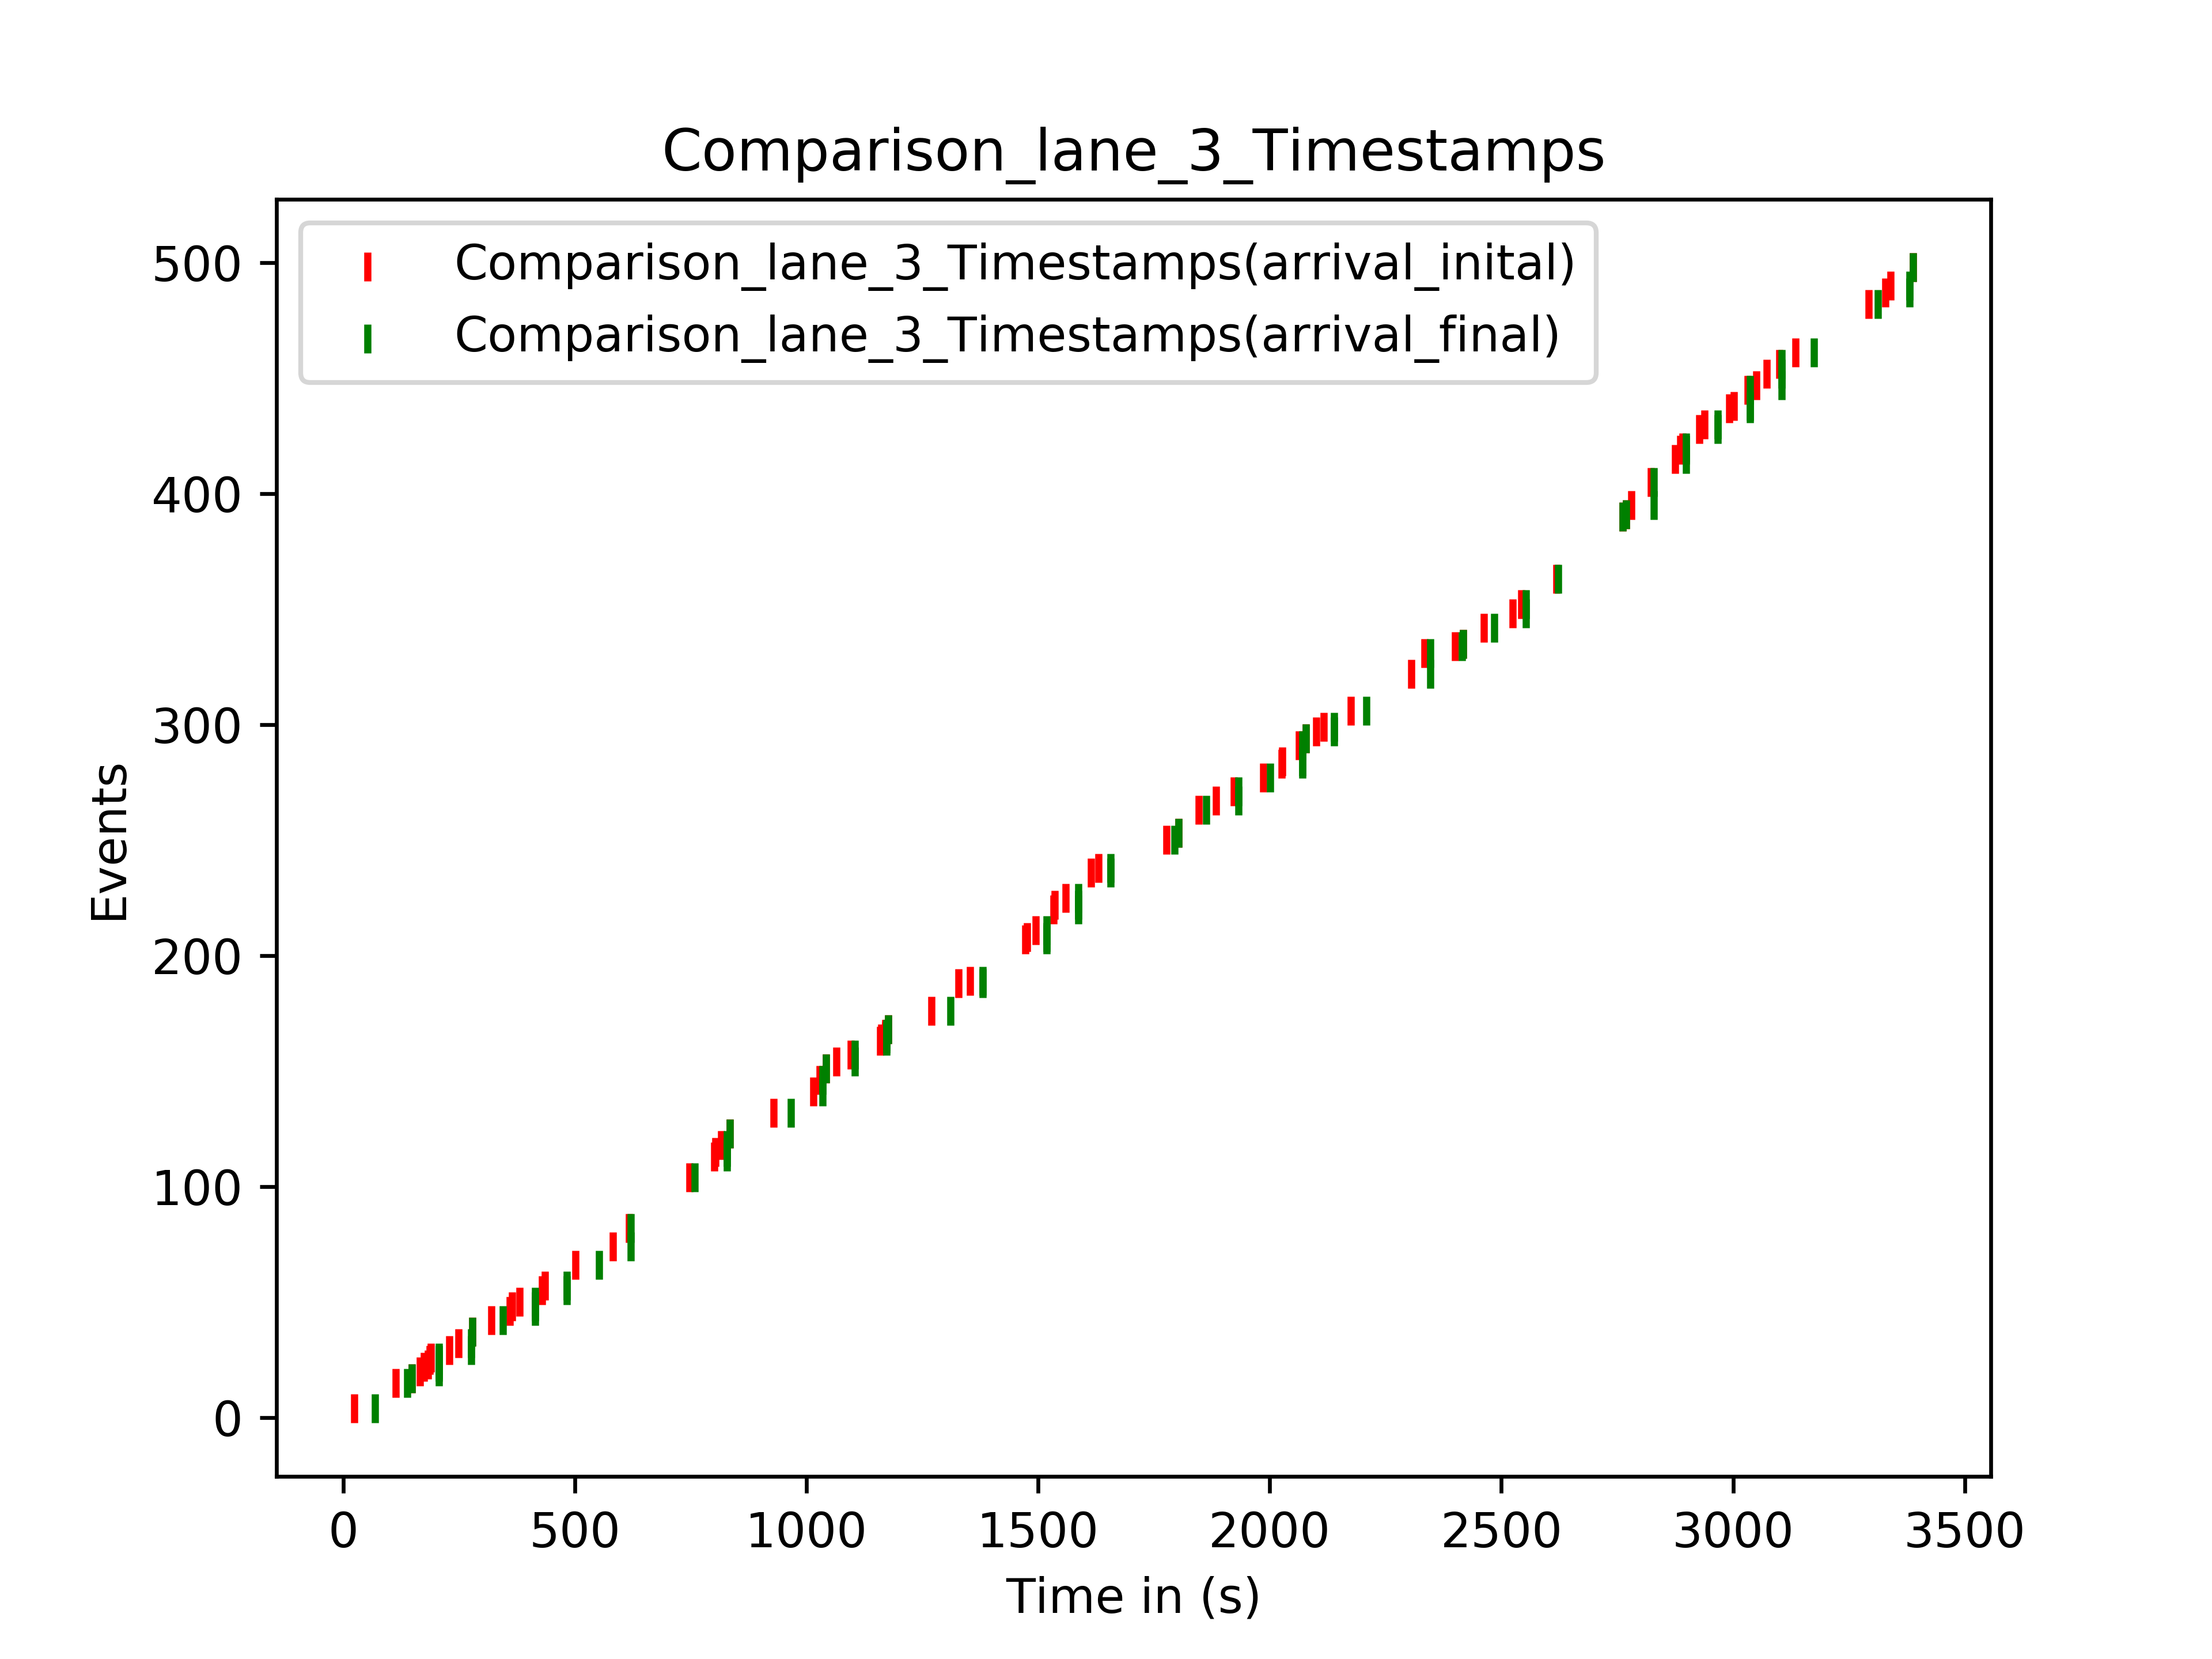 Comparison_lane_3_Timestamps
Comparison_lane_3_Timestamps(arrival_inital)
Comparison_lane_3_Timestamps(arrival_final)
500
400
300
200
100
0
Events
0 500 1000 1500 2000 2500 3000 3500
Time in (s)